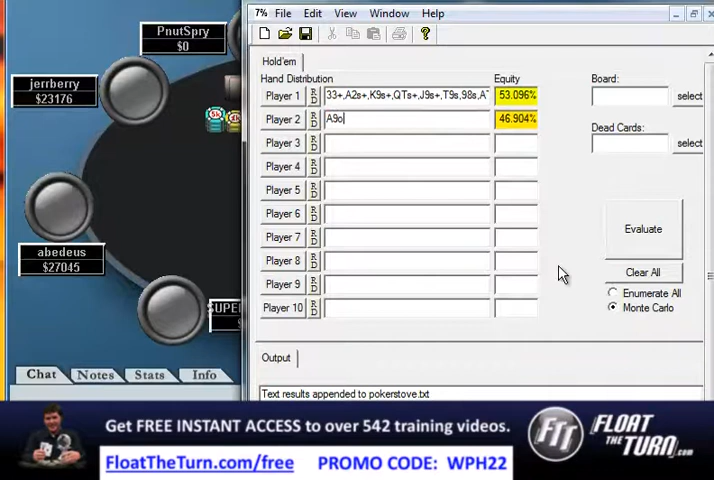 PnutSpry
$0
jerrberry
$23176
5k
abedeus
$27045
Chat Notes Stats Info
7% File Edit View Window Help
Hold'em
Hand Distribution Equity Board:
Player 1 R D 33+,A2s+,K9s+,QTs+,J9s+,T9s,98s,A 53.096% select
Player 2 R D A9o 46.904% Dead Cards:
Player 3 R D select
Player 4 R D
Player 5 R D
Player 6 R D
Player 7 R D Evaluate
Player 8 R D Clear All
Player 9 R D Enumerate All
Player 10 R D Monte Carlo
Output
Text results appended to pokerstove.txt
Get FREE INSTANT ACCESS to over 542 training videos.
FloatTheTurn.com/free PROMO CODE: WPH22
FTT
FLOAT
THE TURN.com